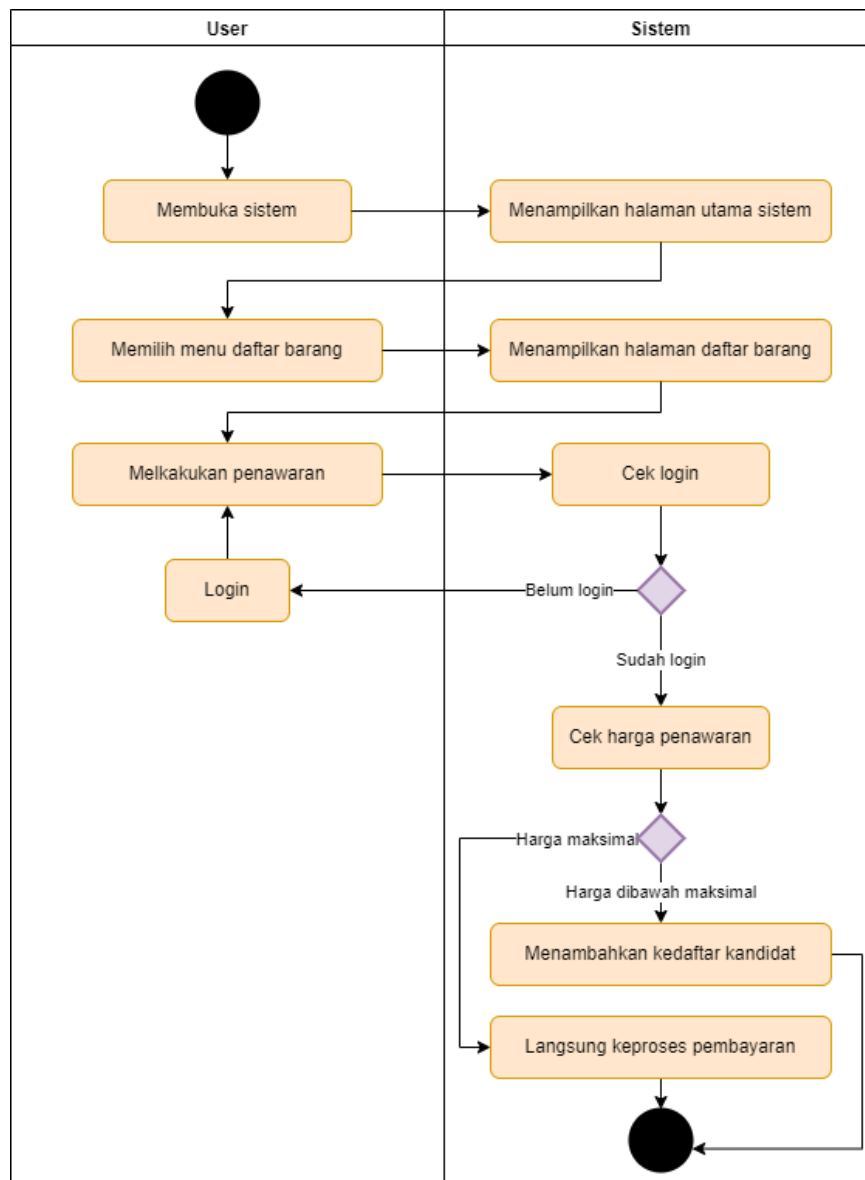 User
Sistem
Membuka sistem
Menampilkan halaman utama sistem
Memilih menu daftar barang
Menampilkan halaman daftar barang
Melkakukan penawaran
Cek login
Login
Belum login
Sudah login
Cek harga penawaran
Harga maksimal
Harga dibawah maksimal
Menambahkan kedaftar kandidat
Langsung keproses pembayaran